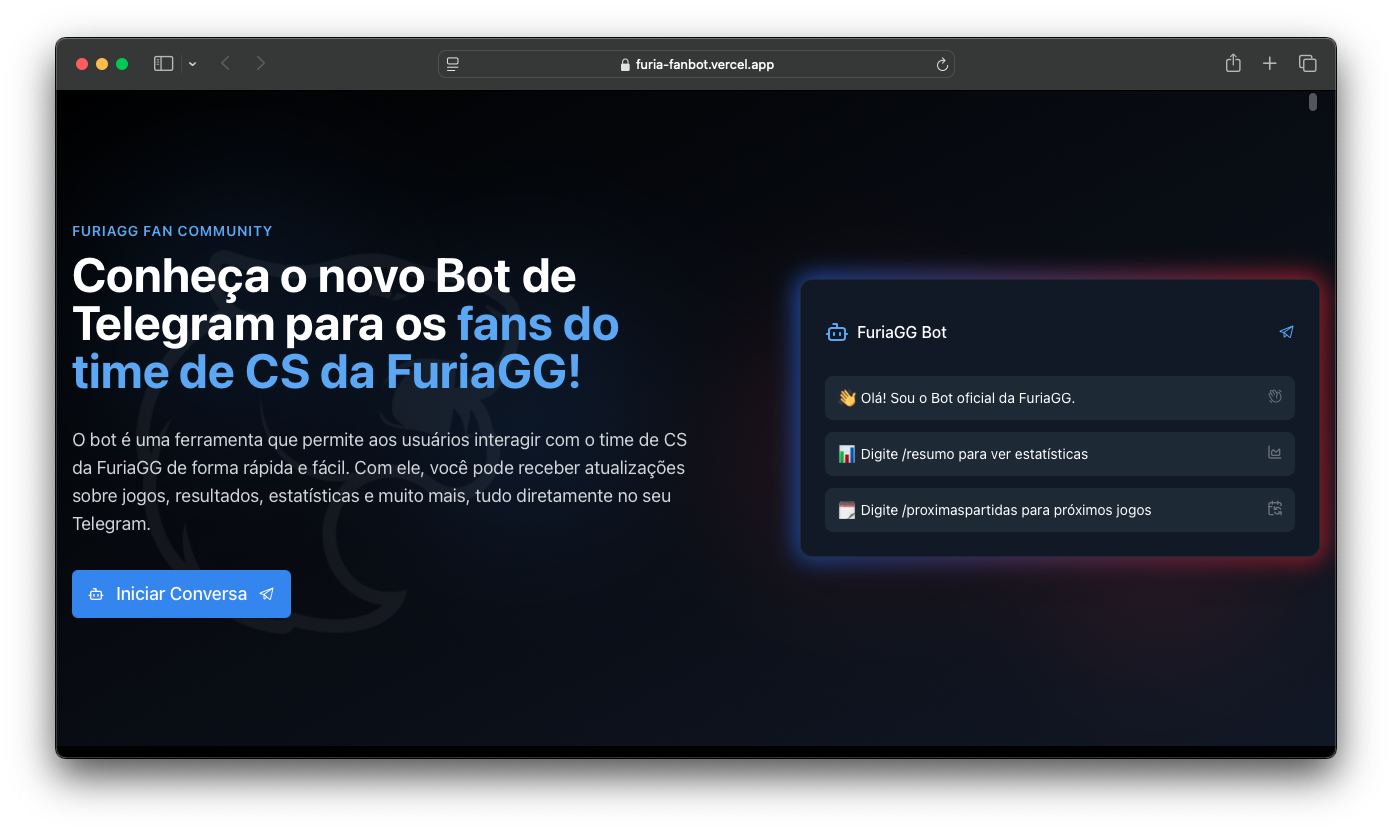 furia-fanbot.vercel.app
FURIAGG FAN COMMUNITY
Conheça o novo Bot de
Telegram para os fans do
time de CS da FuriaGG!
O bot é uma ferramenta que permite aos usuários interagir com o time de CS
da FuriaGG de forma rápida e fácil. Com ele, você pode receber atualizações
sobre jogos, resultados, estatísticas e muito mais, tudo diretamente no seu
Telegram.
Iniciar Conversa
FuriaGG Bot
👋 Olá! Sou o Bot oficial da FuriaGG.
📊 Digite /resumo para ver estatísticas
🗓️ Digite /proximaspartidas para próximos jogos